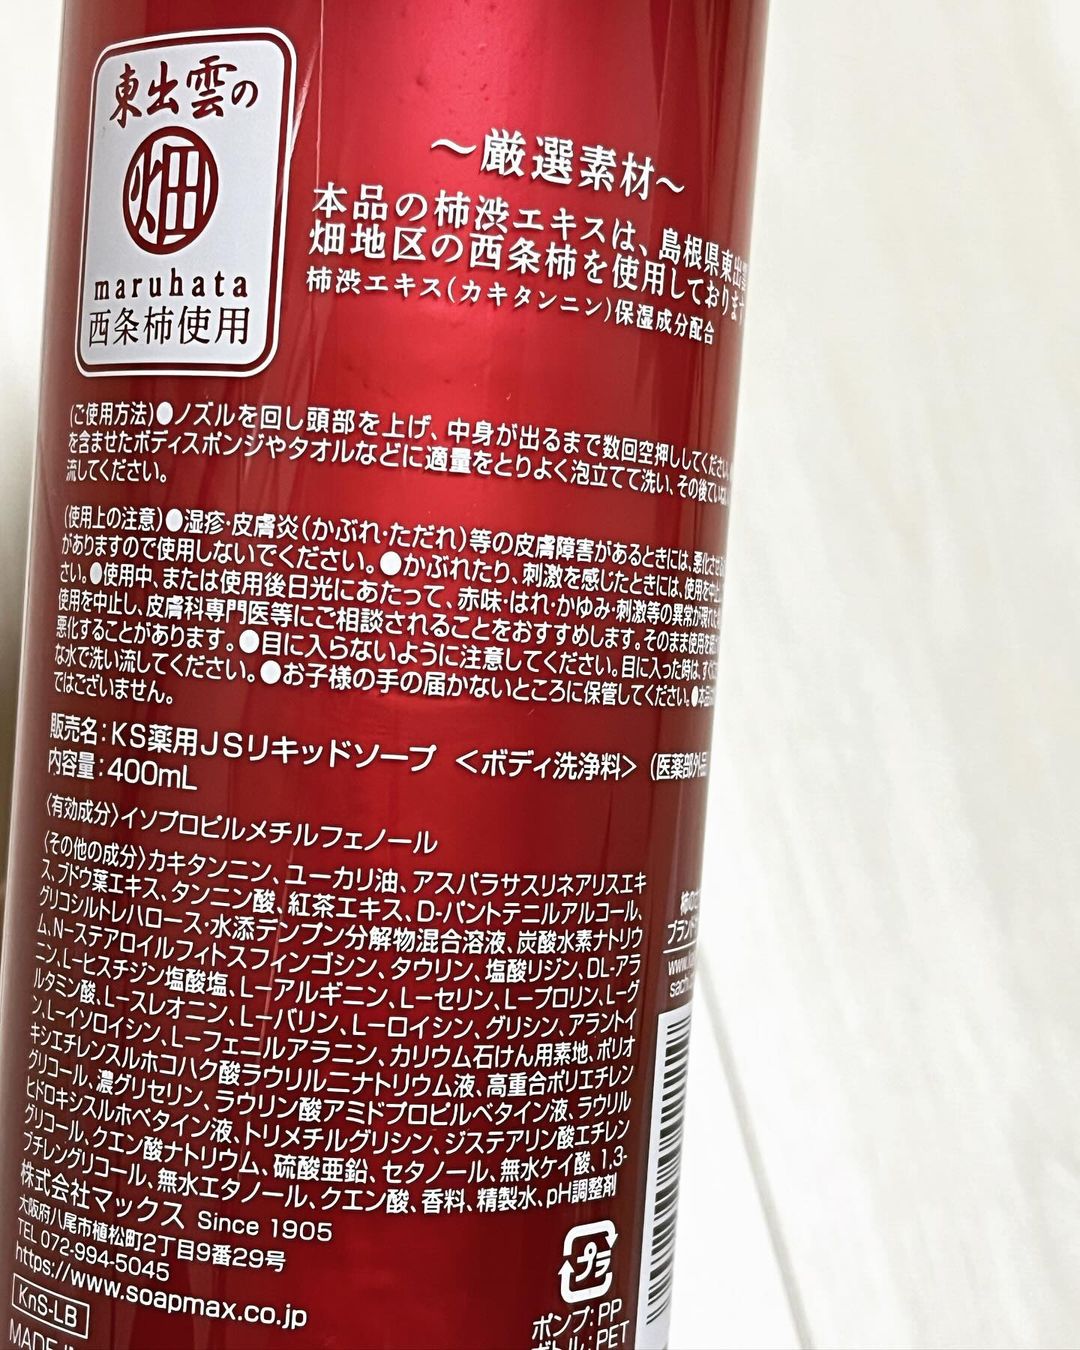 東出雲の
畑
maruhata
西条柿使用
～厳選素材～
本品の柿渋エキスは、島根県東出雲
畑地区の西条柿を使用しております
柿渋エキス(カキタンニン)保湿成分配合
(ご使用方法)●ノズルを回し頭部を上げ、中身が出るまで数回空押ししてください。
を含ませたボディスポンジやタオルなどに適量をとりよく泡立てて洗い、その後ていねいに
流してください。
(使用上の注意)●湿疹・皮膚炎(かぶれ・ただれ)等の皮膚障害があるときには、悪化させる
がありますので使用しないでください。●かぶれたり、刺激を感じたときには、使用を中止
さい。●使用中、または使用後日光にあたって、赤味・はれ・かゆみ・刺激等の異常が現れた
使用を中止し、皮膚科専門医等にご相談されることをおすすめします。そのまま使用を続
悪化することがあります。●目に入らないように注意してください。目に入った時は、すぐに
な水で洗い流してください。●お子様の手の届かないところに保管してください。●本品は
ではございません。
販売名：KS薬用JSリキッドソープ ＜ボディ洗浄料＞(医薬部外品
内容量：400mL
〈有効成分〉イソプロピルメチルフェノール
〈その他の成分〉カキタンニン、ユーカリ油、アスパラサスリネアリスエキ
ス、ブドウ葉エキス、タンニン酸、紅茶エキス、D-パントテニルアルコール、
グリコシルトレハロース・水添デンプン分解物混合溶液、炭酸水素ナトリウ
ム、N-ステアロイルフィトスフィンゴシン、タウリン、塩酸リジン、DL-アラ
ニン、L-ヒスチジン塩酸塩、L-アルギニン、L-セリン、L-プロリン、L-グ
ルタミン酸、L-スレオニン、L-バリン、L-ロイシン、グリシン、アラントイ
ン、L-イソロイシン、L-フェニルアラニン、カリウム石けん用素地、ポリオ
キシエチレンスルホコハク酸ラウリル二ナトリウム液、高重合ポリエチレン
グリコール、濃グリセリン、ラウリン酸アミドプロピルベタイン液、ラウリル
ヒドロキシスルホベタイン液、トリメチルグリシン、ジステアリン酸エチレン
グリコール、クエン酸ナトリウム、硫酸亜鉛、セタノール、無水ケイ酸、1,3-
ブチレングリコール、無水エタノール、クエン酸、香料、精製水、pH調整剤
株式会社マックス Since 1905
大阪府八尾市植松町2丁目9番29号
TEL 072-994-5045
https://www.soapmax.co.jp
KnS-LB
MADE IN
柿のさ
ブランド
www.
sach
プラ
ポンプ：PP
ボトル：PET